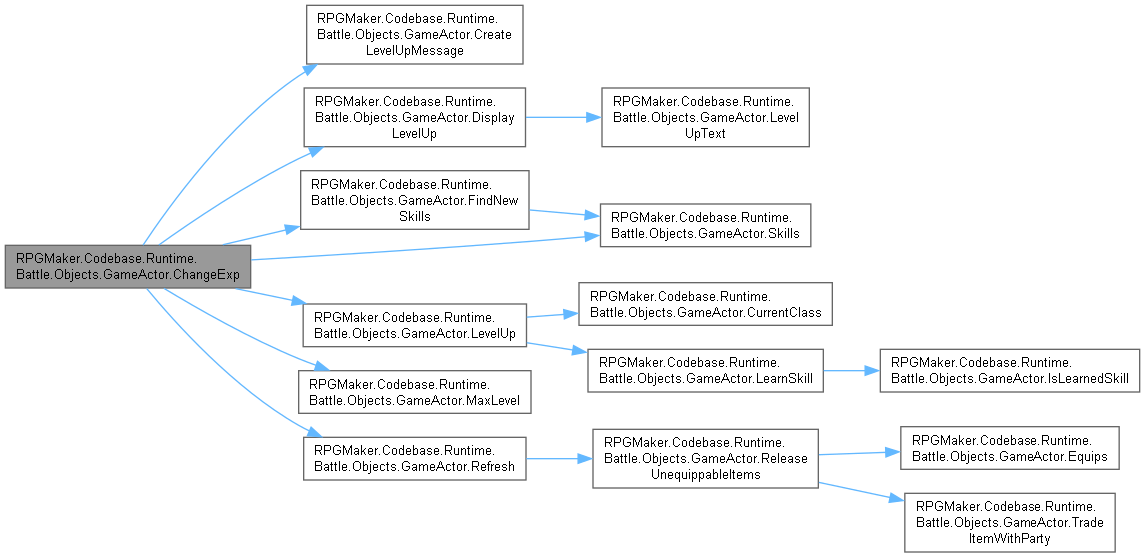 RPGMaker.Codebase.Runtime.
Battle.Objects.GameActor.ChangeExp
RPGMaker.Codebase.Runtime.
Battle.Objects.GameActor.Create
LevelUpMessage
RPGMaker.Codebase.Runtime.
Battle.Objects.GameActor.Display
LevelUp
RPGMaker.Codebase.Runtime.
Battle.Objects.GameActor.Level
UpText
RPGMaker.Codebase.Runtime.
Battle.Objects.GameActor.FindNew
Skills
RPGMaker.Codebase.Runtime.
Battle.Objects.GameActor.Skills
RPGMaker.Codebase.Runtime.
Battle.Objects.GameActor.LevelUp
RPGMaker.Codebase.Runtime.
Battle.Objects.GameActor.CurrentClass
RPGMaker.Codebase.Runtime.
Battle.Objects.GameActor.LearnSkill
RPGMaker.Codebase.Runtime.
Battle.Objects.GameActor.IsLearnedSkill
RPGMaker.Codebase.Runtime.
Battle.Objects.GameActor.MaxLevel
RPGMaker.Codebase.Runtime.
Battle.Objects.GameActor.Refresh
RPGMaker.Codebase.Runtime.
Battle.Objects.GameActor.Release
UnequippableItems
RPGMaker.Codebase.Runtime.
Battle.Objects.GameActor.Equips
RPGMaker.Codebase.Runtime.
Battle.Objects.GameActor.Trade
ItemWithParty